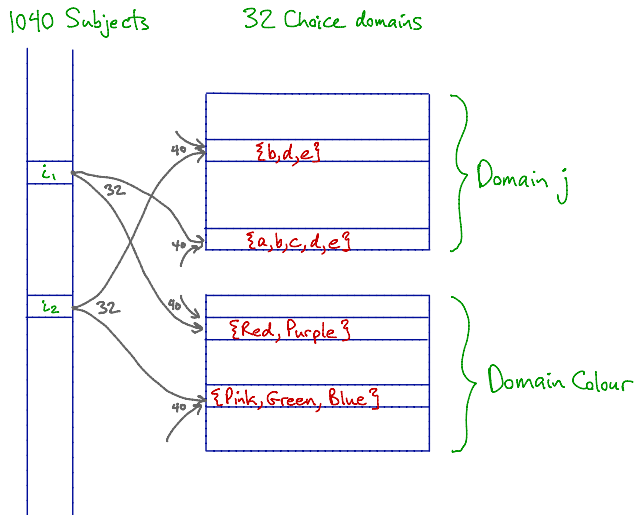 1040 Subjects
32 Choice domains
40
{b,d,e}
i₁
32
Domain j
40
{a,b,c,d,e}
i₂
32
40
{Red, Purple}
Domain Colour
{Pink, Green, Blue}
40